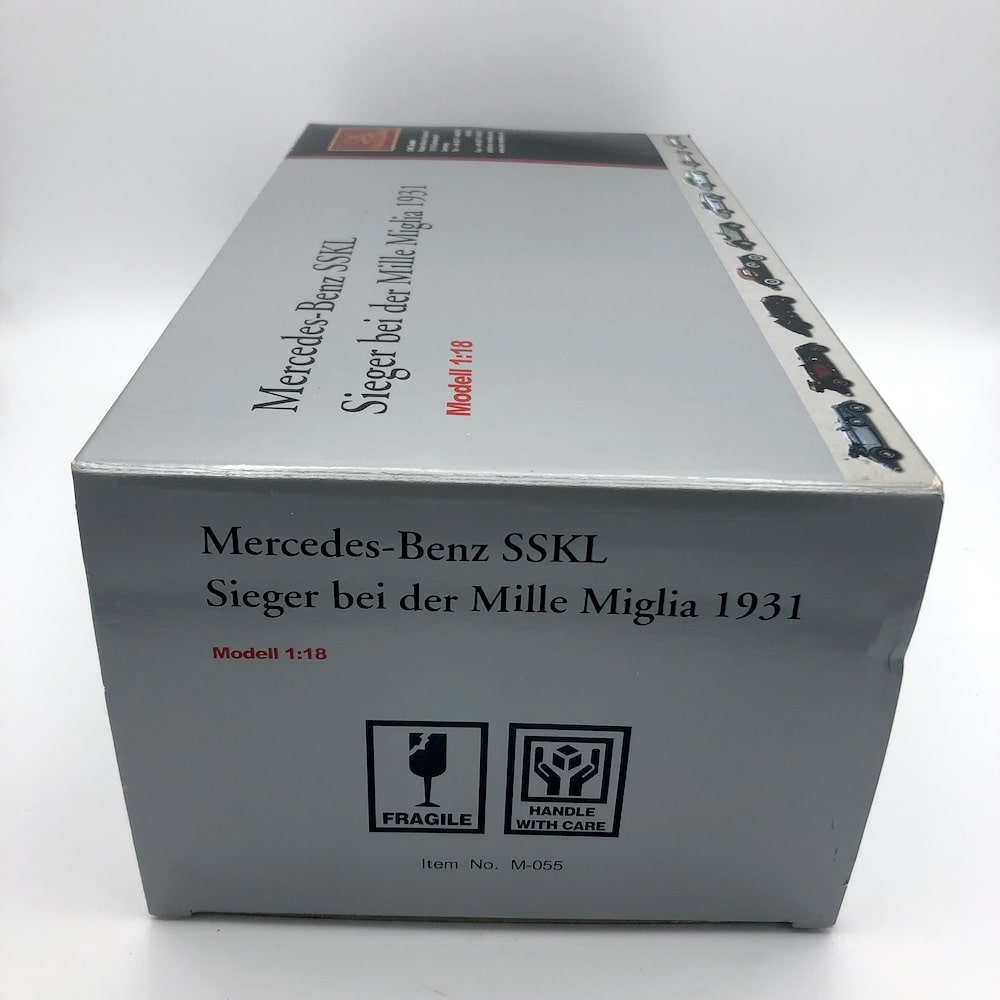 Mercedes-Benz SSKL
Sieger bei der Mille Miglia 1931
Modell 1:18
Mercedes-Benz SSKL
Sieger bei der Mille Miglia 1931
Modell 1:18
FRAGILE
HANDLE
WITH CARE
Item No. M-055